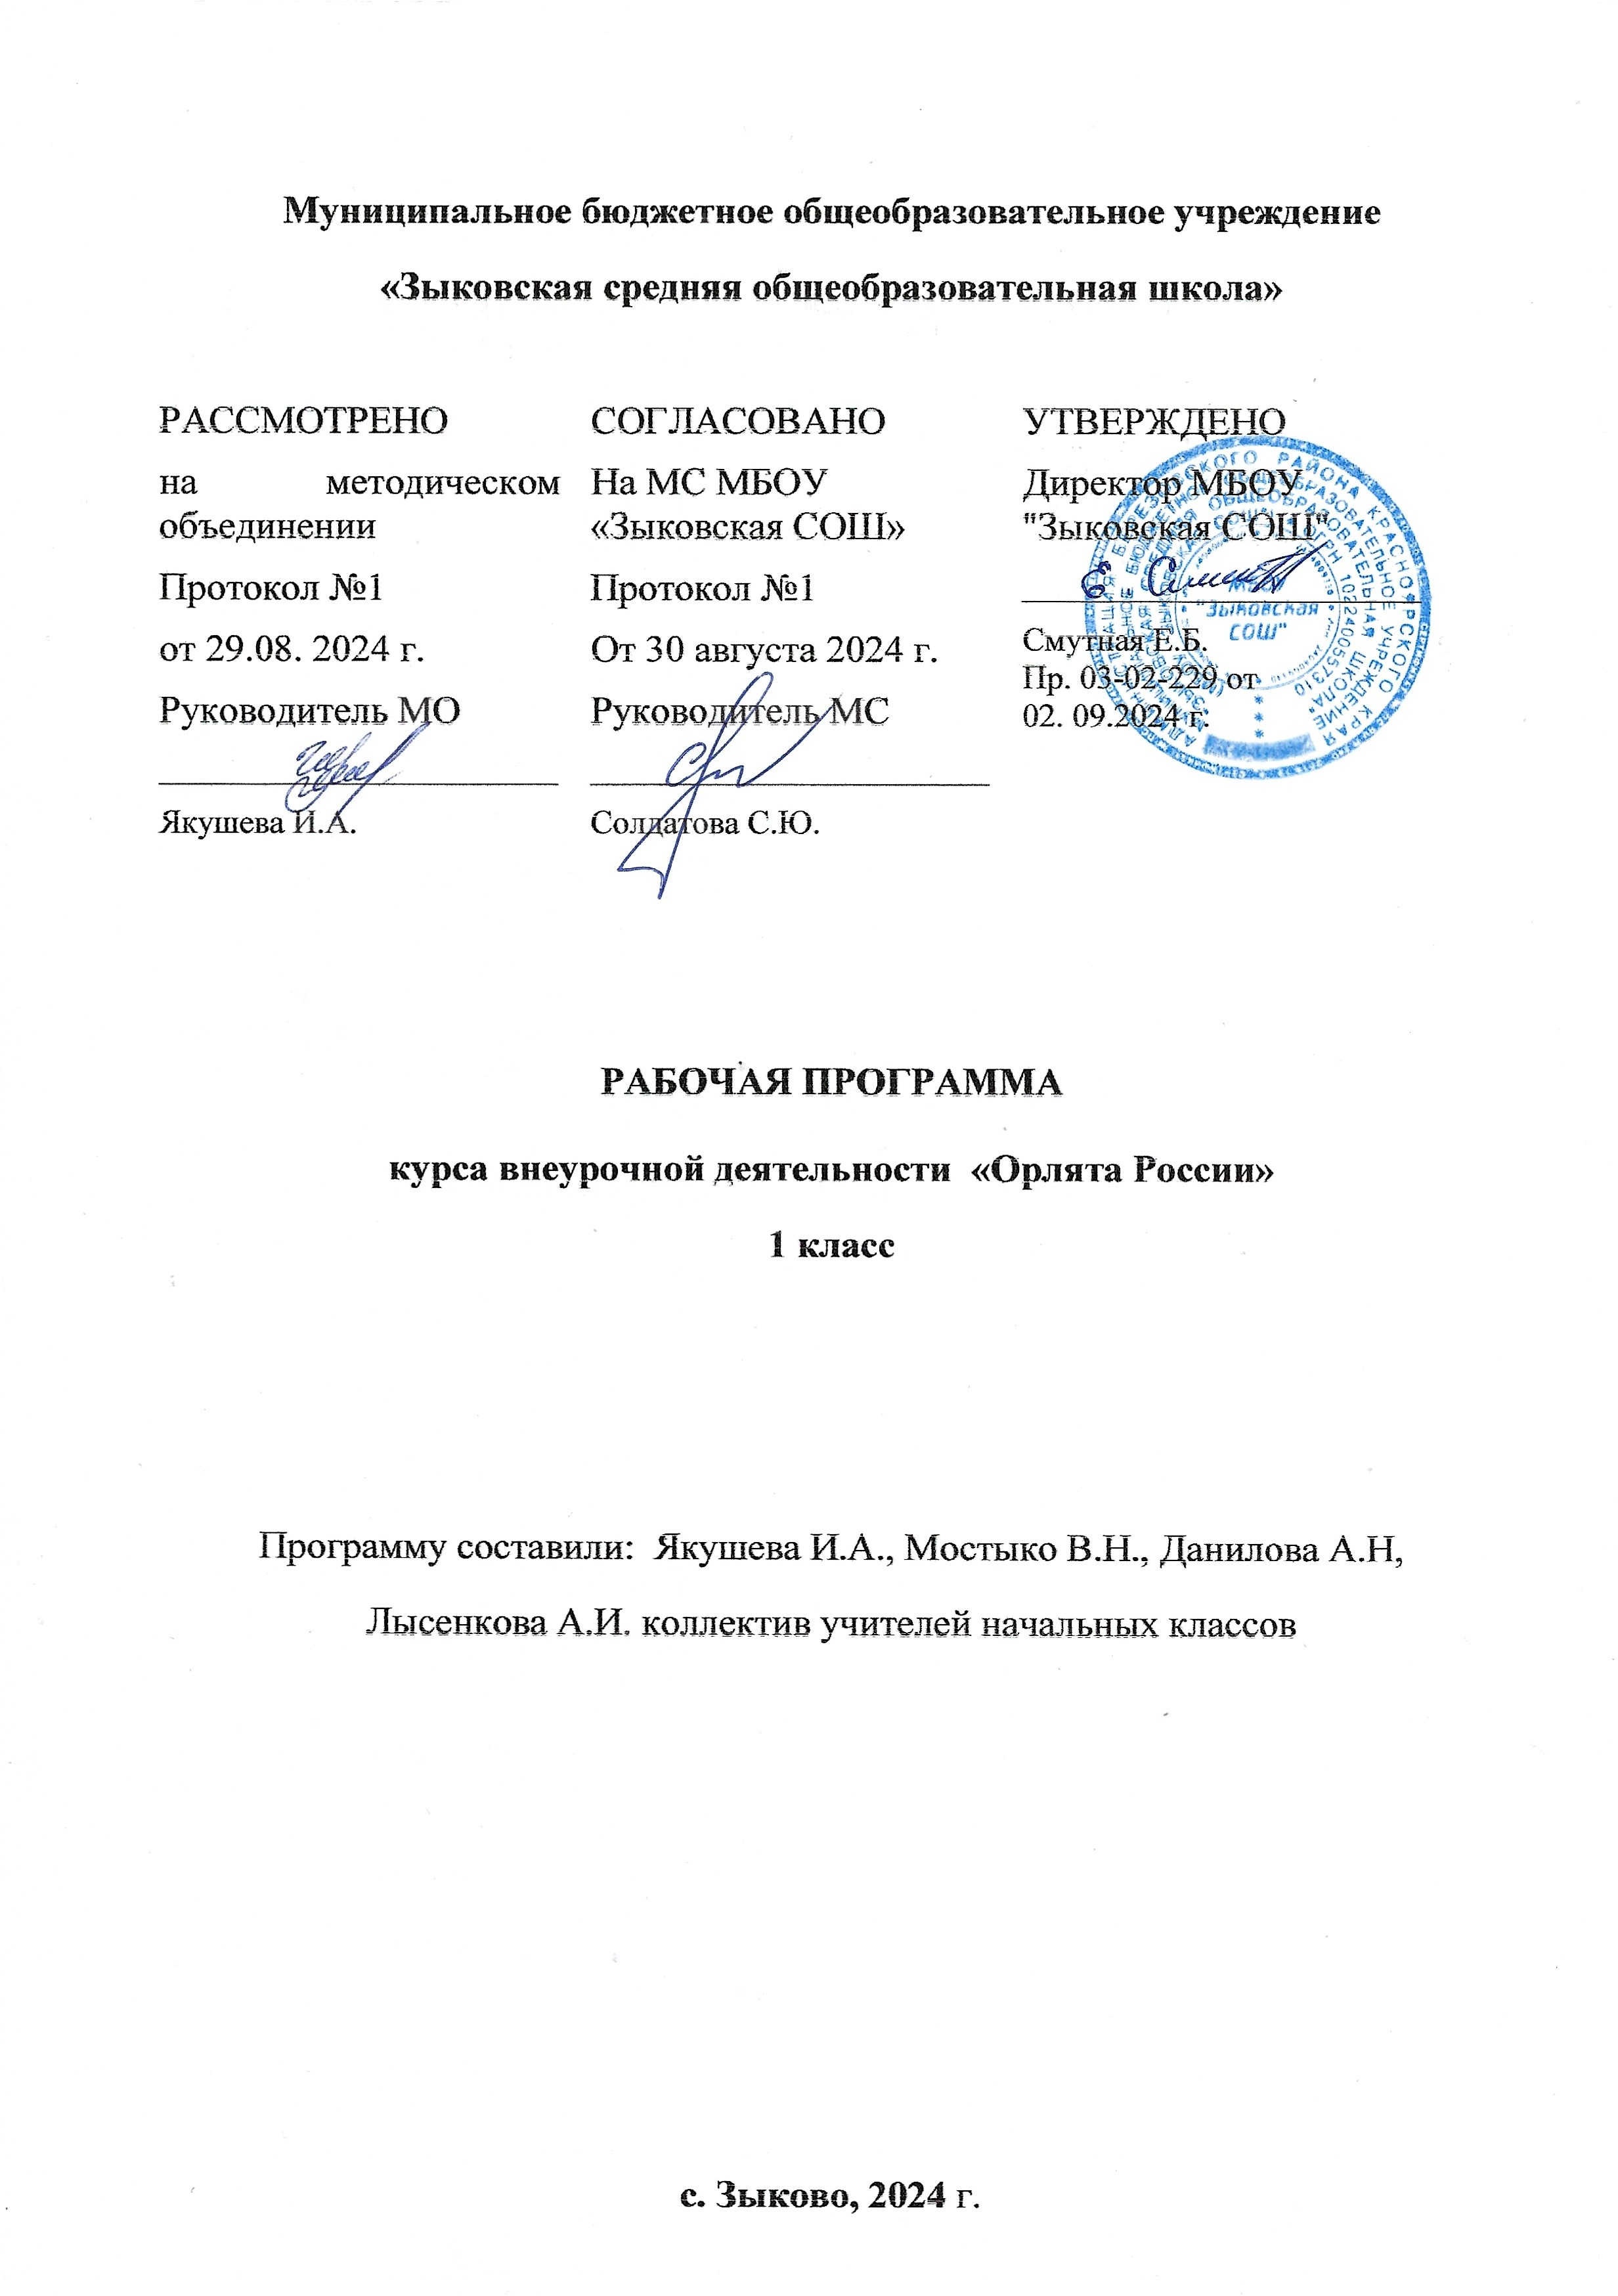 Муниципальное бюджетное общеобразовательное учреждение
«Зыковская средняя общеобразовательная школа»
РАССМОТРЕНО
на методическом
объединении
Протокол №1
от 29.08. 2024 г.
Руководитель МО
Якушева И.А.
СОГЛАСОВАНО
На МС МБОУ
«Зыковская СОШ»
Протокол №1
От 30 августа 2024 г.
Руководитель МС
Солдатова С.Ю.
УТВЕРЖДЕНО
Директор МБОУ
"Зыковская СОШ"
Смутная Е.Б.
Пр. 03-02-229 от
02. 09.2024 г.
"Зыковская
СОШ"
РАБОЧАЯ ПРОГРАММА
курса внеурочной деятельности «Орлята России»
1 класс
Программу составили: Якушева И.А., Мостыко В.Н., Данилова А.Н,
Лысенкова А.И. коллектив учителей начальных классов
с. Зыково, 2024 г.